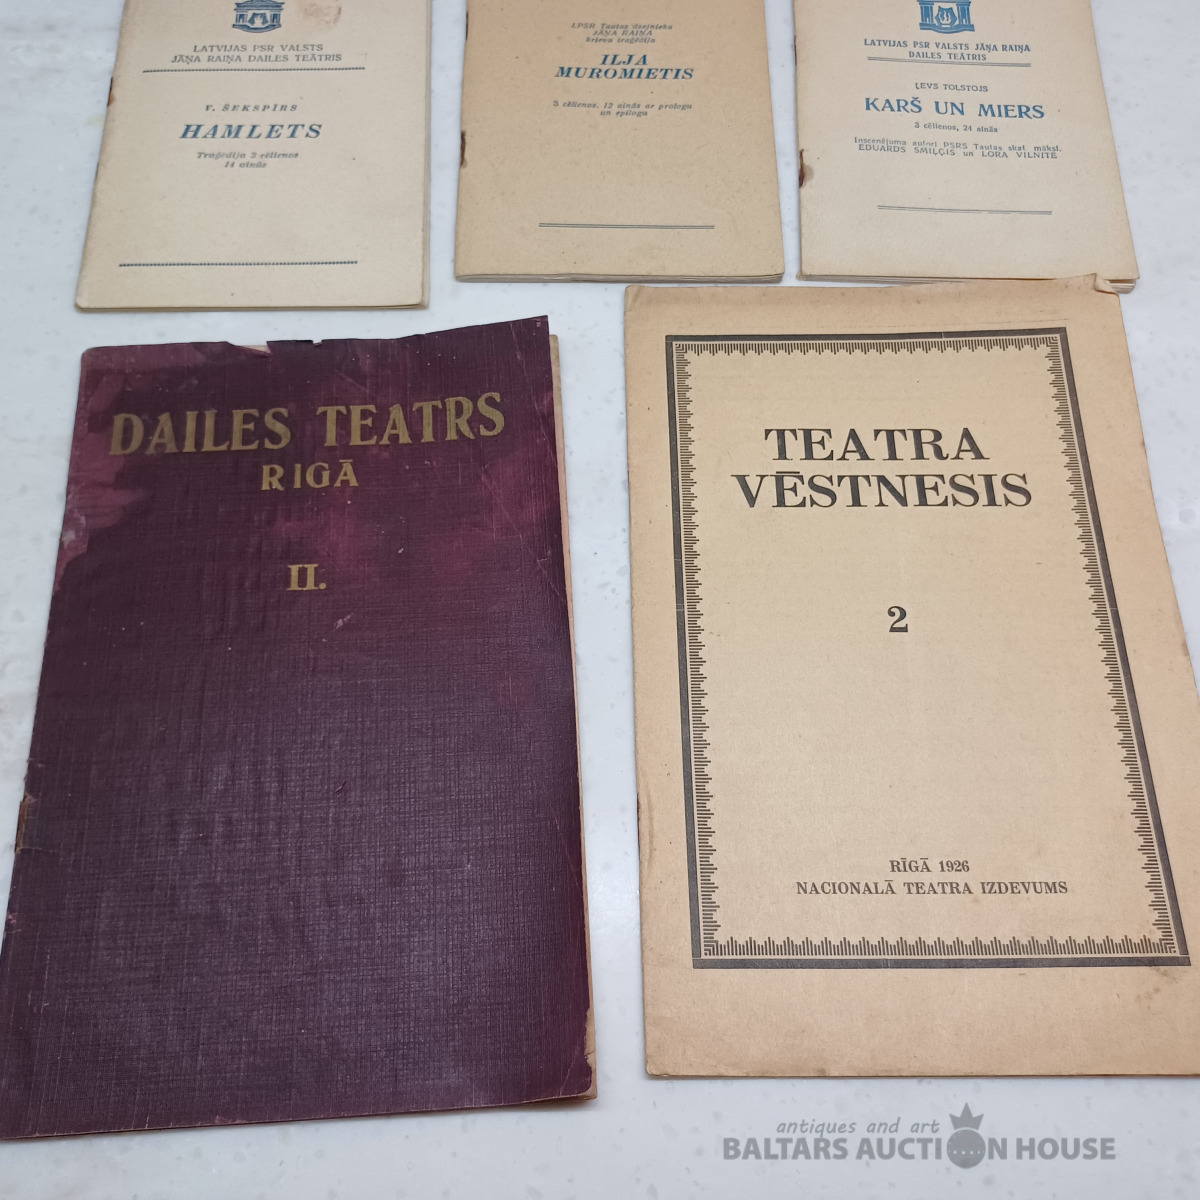 LATVIJAS PSR VALSTS
JĀŅA RAIŅA DAILES TEĀTRIS
V. ŠEKSPĪRS
HAMLETS
Traģēdija 3 cēlienos
14 ainās
LPSR Tautas dzejnieka
JĀŅA RAIŅA
šrievu traģēdija
ILJA
MUROMIETIS
5 cēlienos, 12 ainās ar prologu
un epilogu
LATVIJAS PSR VALSTS JĀŅA RAIŅA
DAILES TEĀTRIS
ĻEVS TOLSTOJS
KARŠ UN MIERS
3 cēlienos, 24 ainās
Inscenējuma autori PSRS Tautas skat. māksl.
EDUARDS SMIĻĢIS un LORA VILNĪTE
DAILES TEATRS
RIGĀ
II.
TEATRA
VĒSTNESIS
2
RĪGĀ 1926
NACIONALĀ TEATRA IZDEVUMS
antiques and art
BALTARS AUCTION HOUSE